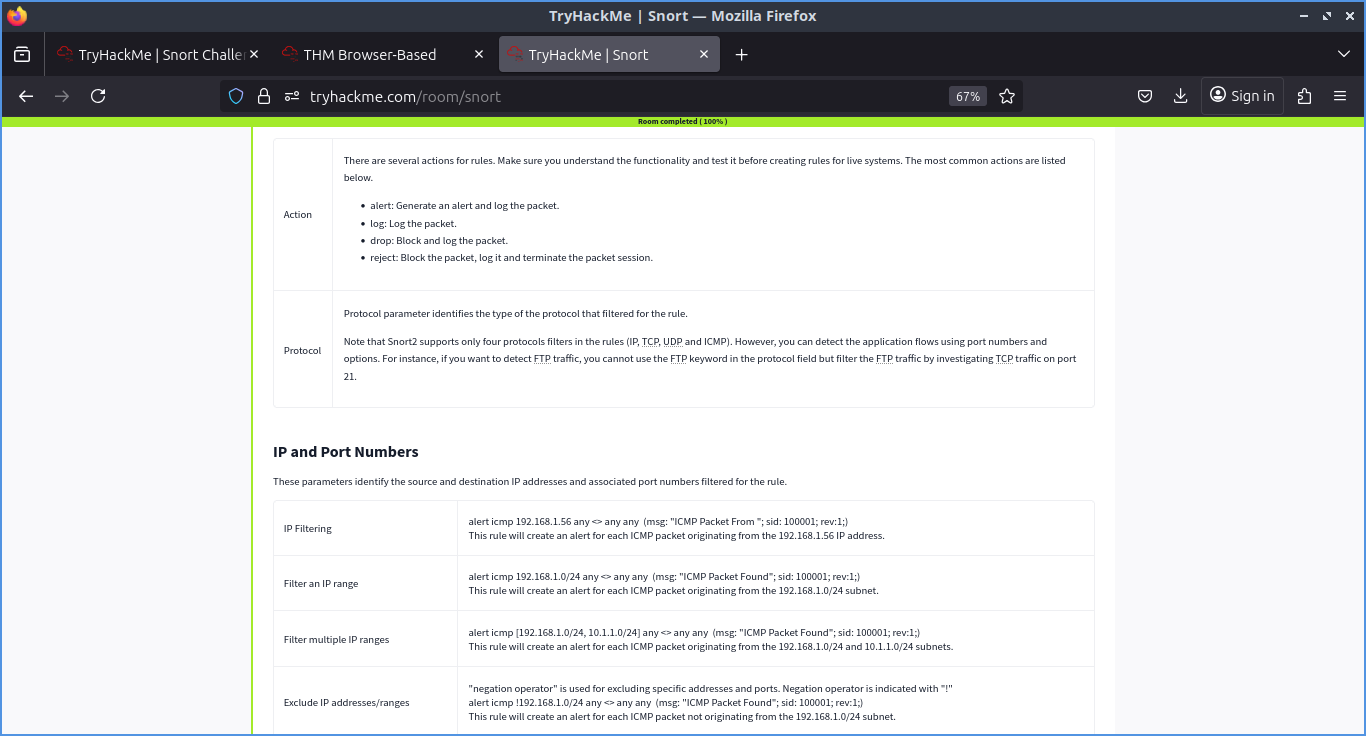 TryHackMe | Snort — Mozilla Firefox
TryHackMe | Snort Challe
THM Browser-Based
TryHackMe | Snort
tryhackme.com/room/snort
67%
Sign in
Room completed ( 100% )
There are several actions for rules. Make sure you understand the functionality and test it before creating rules for live systems. The most common actions are listed
below.
Action
• alert: Generate an alert and log the packet.
• log: Log the packet.
• drop: Block and log the packet.
• reject: Block the packet, log it and terminate the packet session.
Protocol parameter identifies the type of the protocol that filtered for the rule.
Protocol
Note that Snort2 supports only four protocols filters in the rules (IP, TCP, UDP and ICMP). However, you can detect the application flows using port numbers and
options. For instance, if you want to detect FTP traffic, you cannot use the FTP keyword in the protocol field but filter the FTP traffic by investigating TCP traffic on port
21.
IP and Port Numbers
These parameters identify the source and destination IP addresses and associated port numbers filtered for the rule.
IP Filtering
alert icmp 192.168.1.56 any <> any any  (msg: "ICMP Packet From "; sid: 100001; rev:1;)
This rule will create an alert for each ICMP packet originating from the 192.168.1.56 IP address.
Filter an IP range
alert icmp 192.168.1.0/24 any <> any any  (msg: "ICMP Packet Found"; sid: 100001; rev:1;)
This rule will create an alert for each ICMP packet originating from the 192.168.1.0/24 subnet.
Filter multiple IP ranges
alert icmp [192.168.1.0/24, 10.1.1.0/24] any <> any any  (msg: "ICMP Packet Found"; sid: 100001; rev:1;)
This rule will create an alert for each ICMP packet originating from the 192.168.1.0/24 and 10.1.1.0/24 subnets.
Exclude IP addresses/ranges
"negation operator" is used for excluding specific addresses and ports. Negation operator is indicated with "!"
alert icmp !192.168.1.0/24 any <> any any  (msg: "ICMP Packet Found"; sid: 100001; rev:1;)
This rule will create an alert for each ICMP packet not originating from the 192.168.1.0/24 subnet.